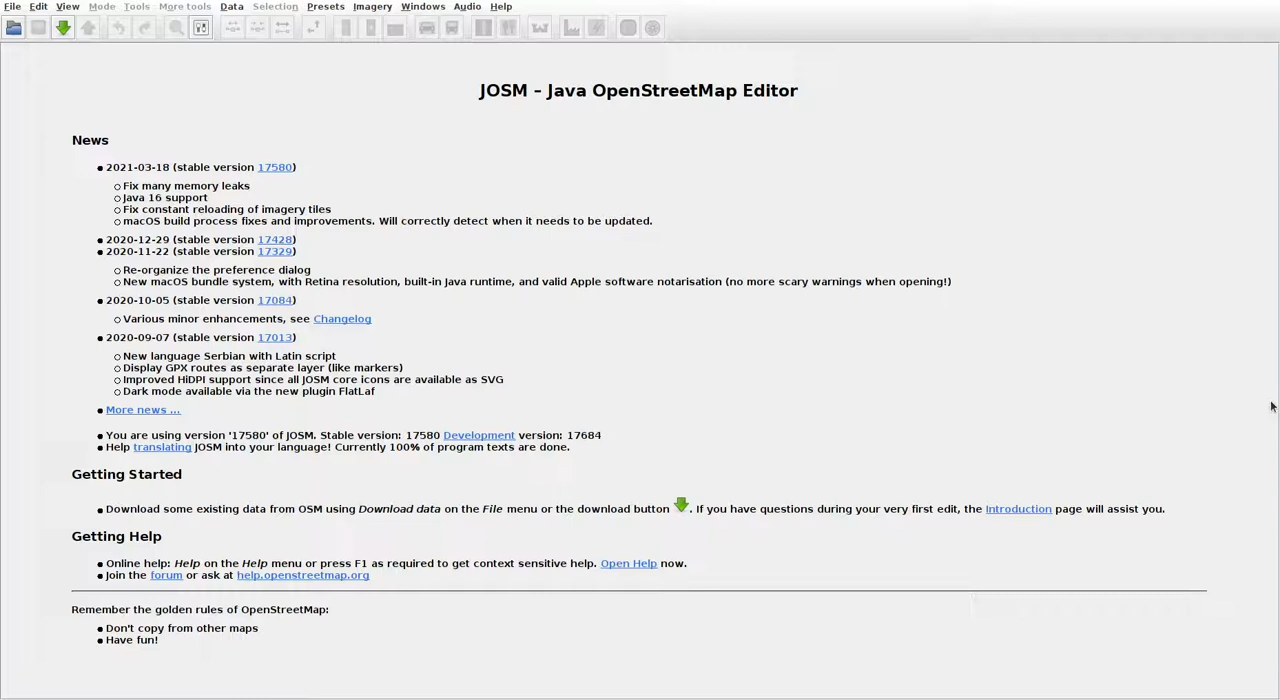 File Edit View Mode Tools More tools Data Selection Presets Imagery Windows Audio Help
JOSM – Java OpenStreetMap Editor
News
2021-03-18 (stable version 17580)
Fix many memory leaks
Java 16 support
Fix constant reloading of imagery tiles
macOS build process fixes and improvements. Will correctly detect when it needs to be updated.
2020-12-29 (stable version 17428)
2020-11-22 (stable version 17329)
Re-organize the preference dialog
New macOS bundle system, with Retina resolution, built-in Java runtime, and valid Apple software notarisation (no more scary warnings when opening!)
2020-10-05 (stable version 17084)
Various minor enhancements, see Changelog
2020-09-07 (stable version 17013)
New language Serbian with Latin script
Display GPX routes as separate layer (like markers)
Improved HiDPI support since all JOSM core icons are available as SVG
Dark mode available via the new plugin FlatLaf
More news ...
You are using version '17580' of JOSM. Stable version: 17580 Development version: 17684
Help translating JOSM into your language! Currently 100% of program texts are done.
Getting Started
Download some existing data from OSM using Download data on the File menu or the download button . If you have questions during your very first edit, the Introduction page will assist you.
Getting Help
Online help: Help on the Help menu or press F1 as required to get context sensitive help. Open Help now.
Join the forum or ask at help.openstreetmap.org
Remember the golden rules of OpenStreetMap:
Don't copy from other maps
Have fun!